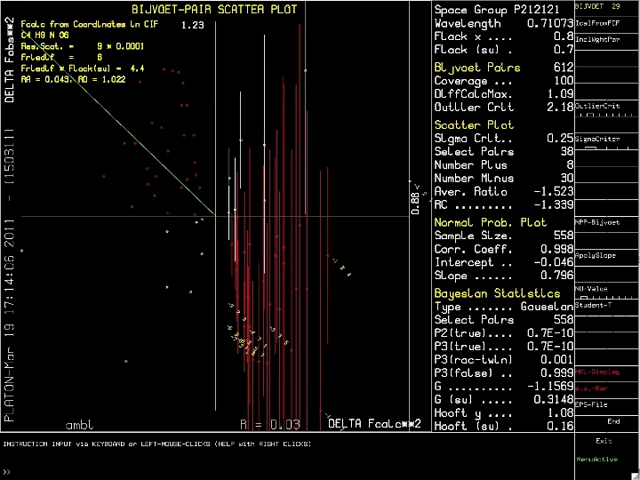 BIJVOET-PAIR SCATTER PLOT
Fcalc from Coordinates in CIF 1.23
C4 H9 N O6
Res.Scat. = 9 * 0.0001
Friedif = 6
Friedif * Flack(su) = 4.4
RA = 0.043, RD = 1.022
DELTA Fobs**2
PLATON-Mar 19 17:14:06 2011 - [150311]
0.88
ambl R = 0.03 DELTA Fcalc**2
Space Group P212121
Wavelength 0.71073
Flack x .... 0.8
Flack (su) . 0.7
Bijvoet Pairs 612
Coverage ... 100
DiffCalcMax. 1.09
Outlier Crit 2.18
Scatter Plot
Sigma Crit.. 0.25
Select Pairs 38
Number Plus 8
Number Minus 30
Aver. Ratio -1.523
RC ......... -1.339
Normal Prob. Plot
Sample Size. 558
Corr. Coeff. 0.998
Intercept .. -0.046
Slope ...... 0.796
Bayesian Statistics
Type ... Gaussian
Select Pairs 558
P2(true).... 0.7E-10
P3(true).... 0.7E-10
P3(rac-twin) 0.001
P3(false) .. 0.999
G .......... -1.1569
G (su) ..... 0.3148
Hooft y .... 1.08
Hooft (su) . 0.16
BIJVOET 29
IcalFromFCF
InclWghtPar
OutlierCrit
SigmaCriter
NPP-Bijvoet
ApplySlope
NU-Value
Student-T
EPS-File
End
Exit
MenuActive
INSTRUCTION INPUT via KEYBOARD or LEFT-MOUSE-CLICKS (HELP with RIGHT CLICKS)
>>